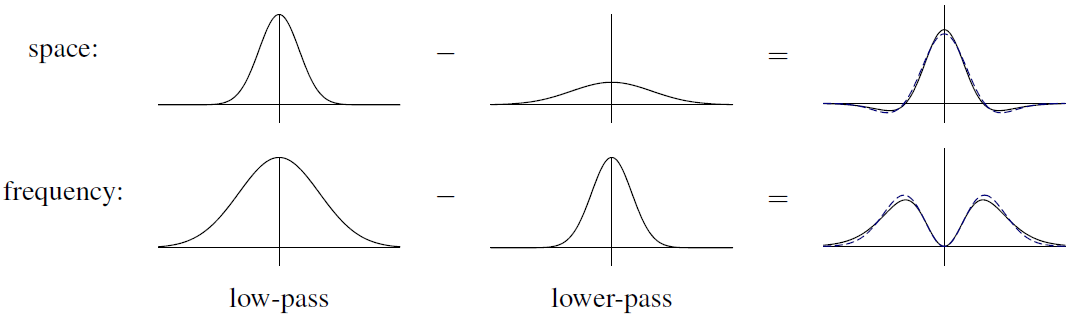 space: − =
frequency: − =
low-pass lower-pass